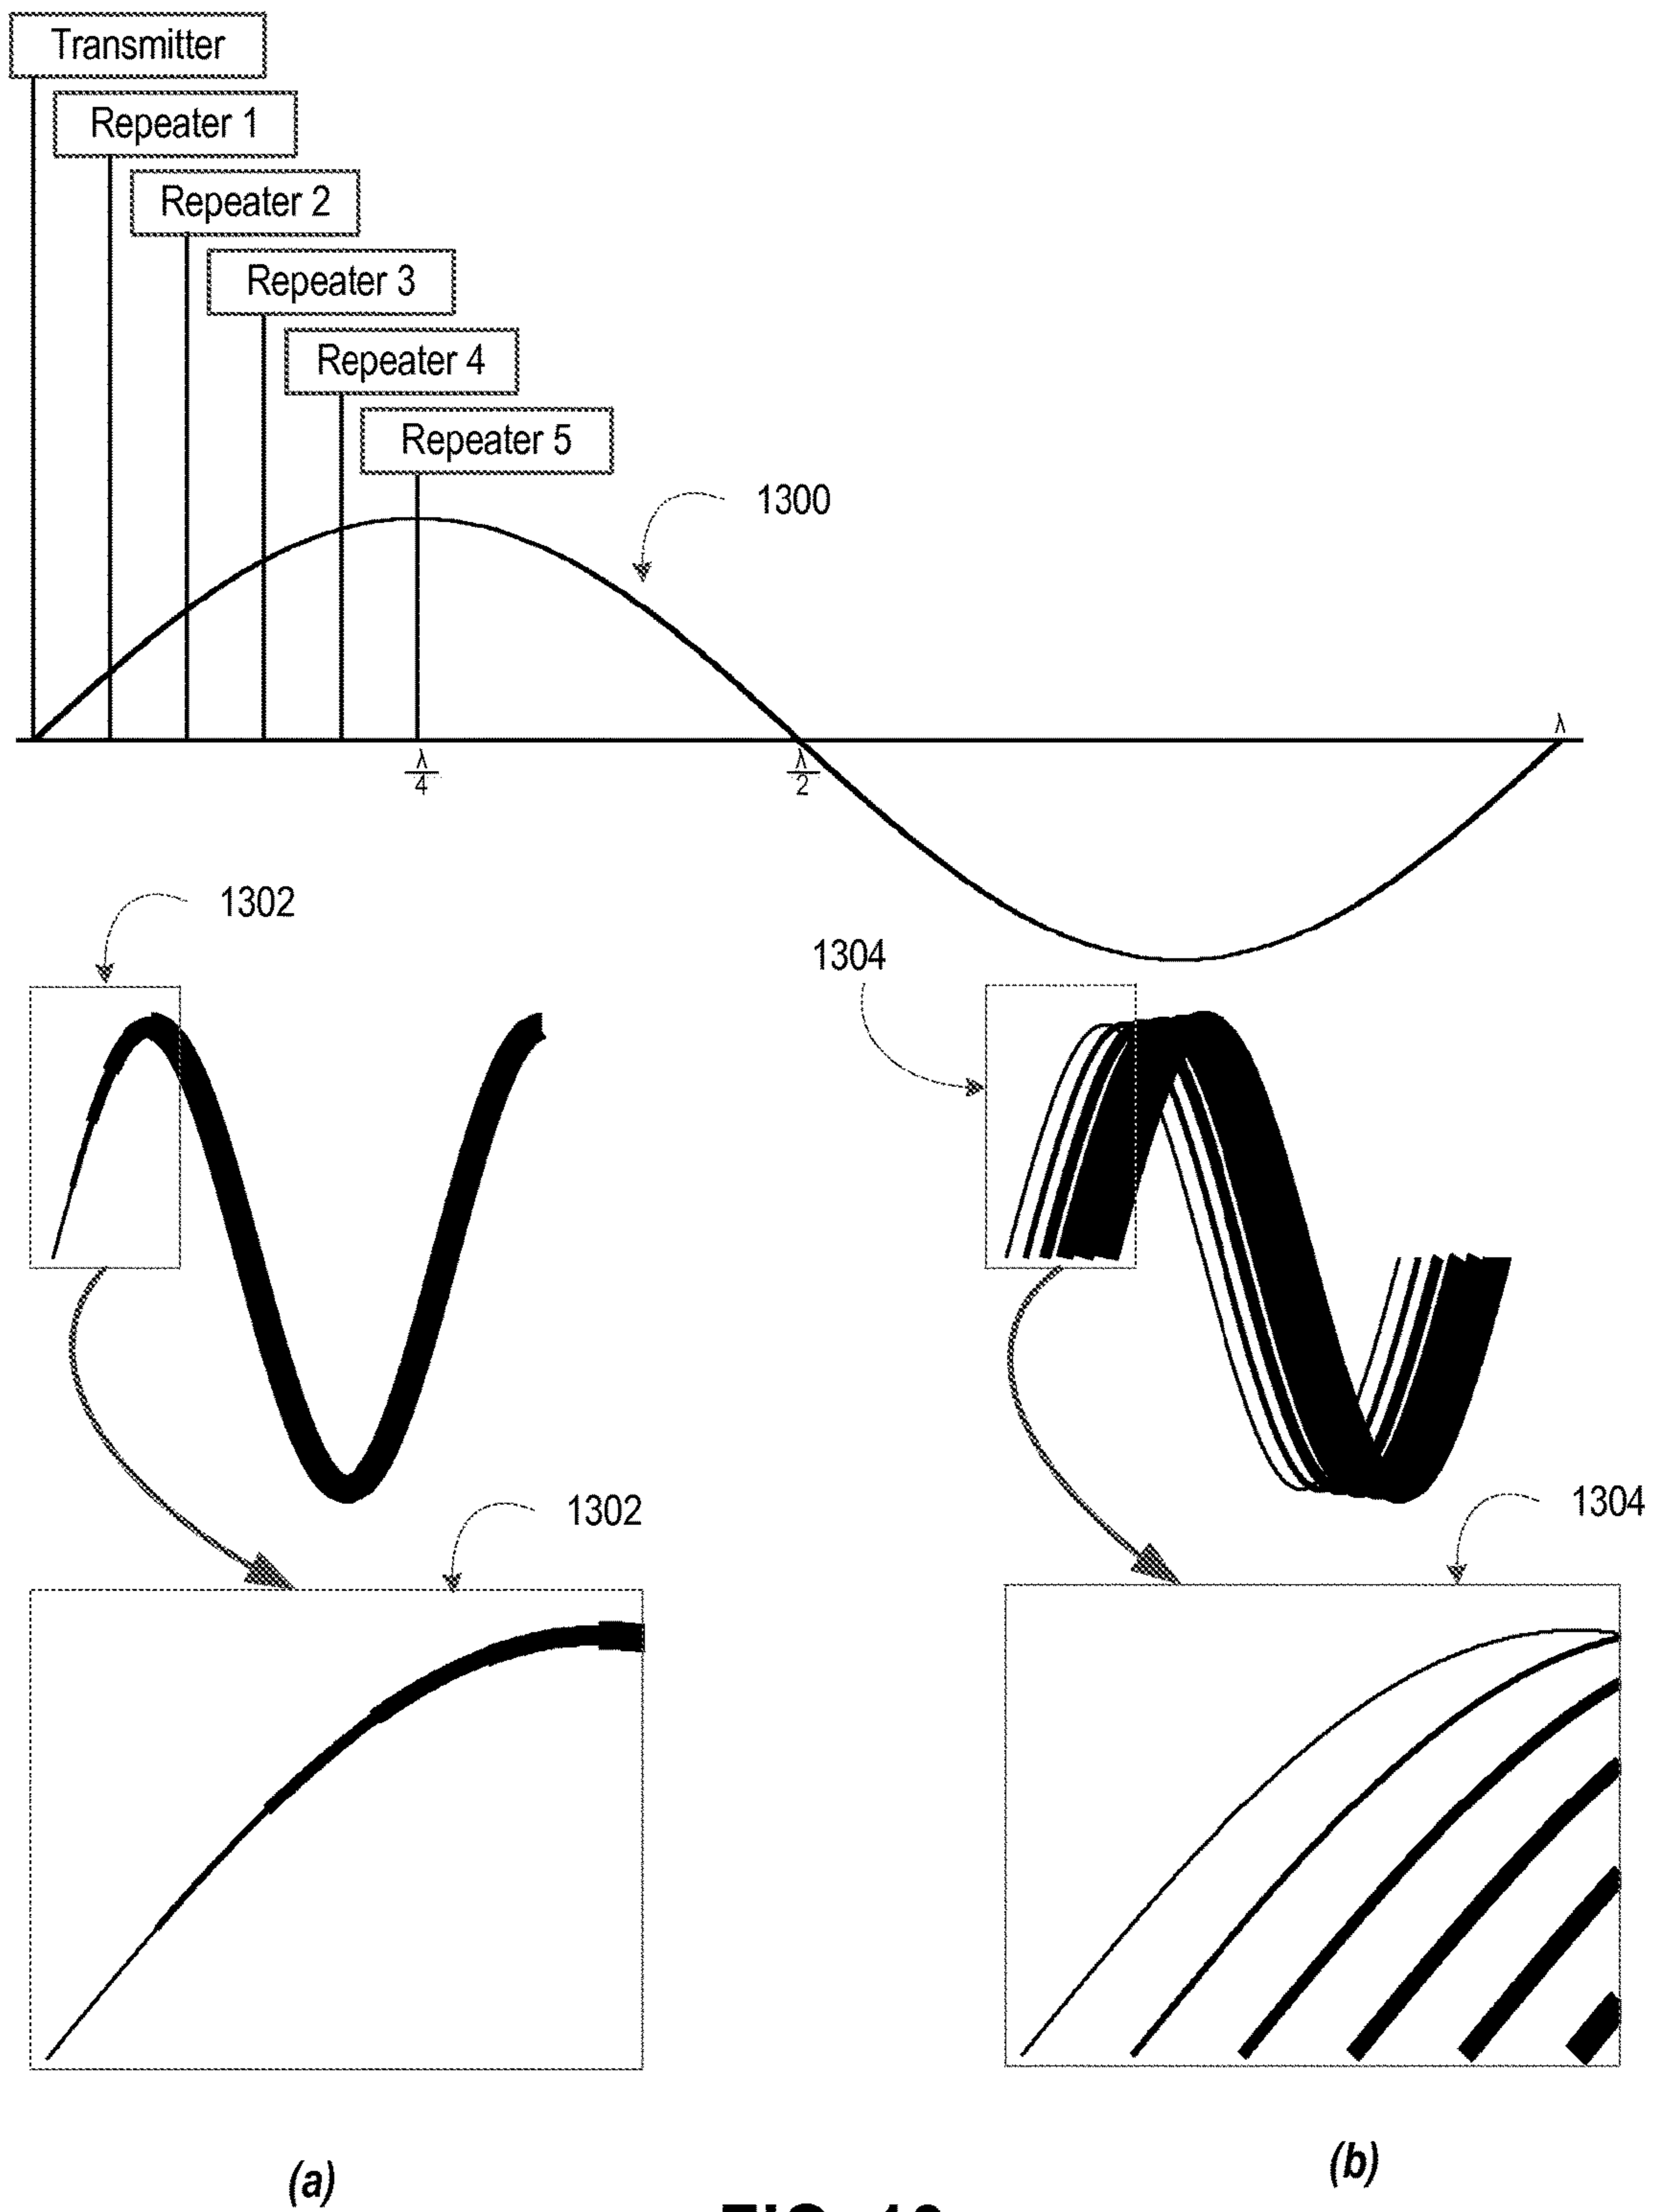 Transmitter
Repeater 1
Repeater 2
Repeater 3
Repeater 4
Repeater 5
1300
λ
λ
4
λ
2
1302
1304
1302
1304
(a)
(b)